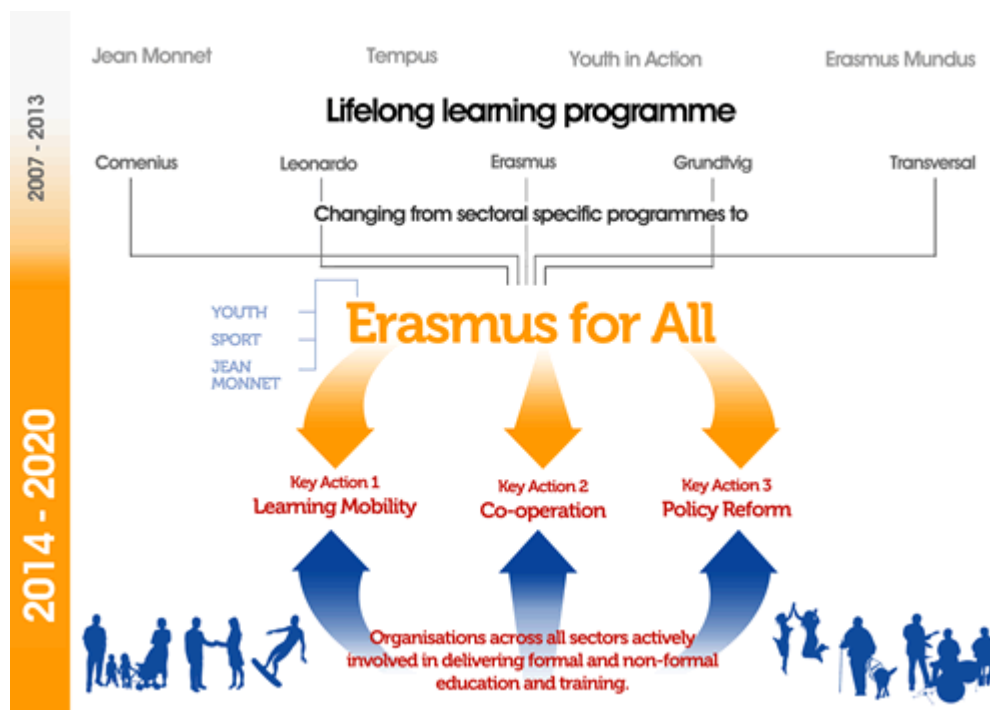 Jean Monnet
Tempus
Youth in Action
Erasmus Mundus
Lifelong learning programme
2007 - 2013
Comenius
Leonardo
Erasmus
Grundtvig
Transversal
Changing from sectoral specific programmes to
Erasmus for All
YOUTH
SPORT
JEAN
MONNET
2014 - 2020
Key Action 1
Learning Mobility
Key Action 2
Co-operation
Key Action 3
Policy Reform
Organisations across all sectors actively
involved in delivering formal and non-formal
education and training.